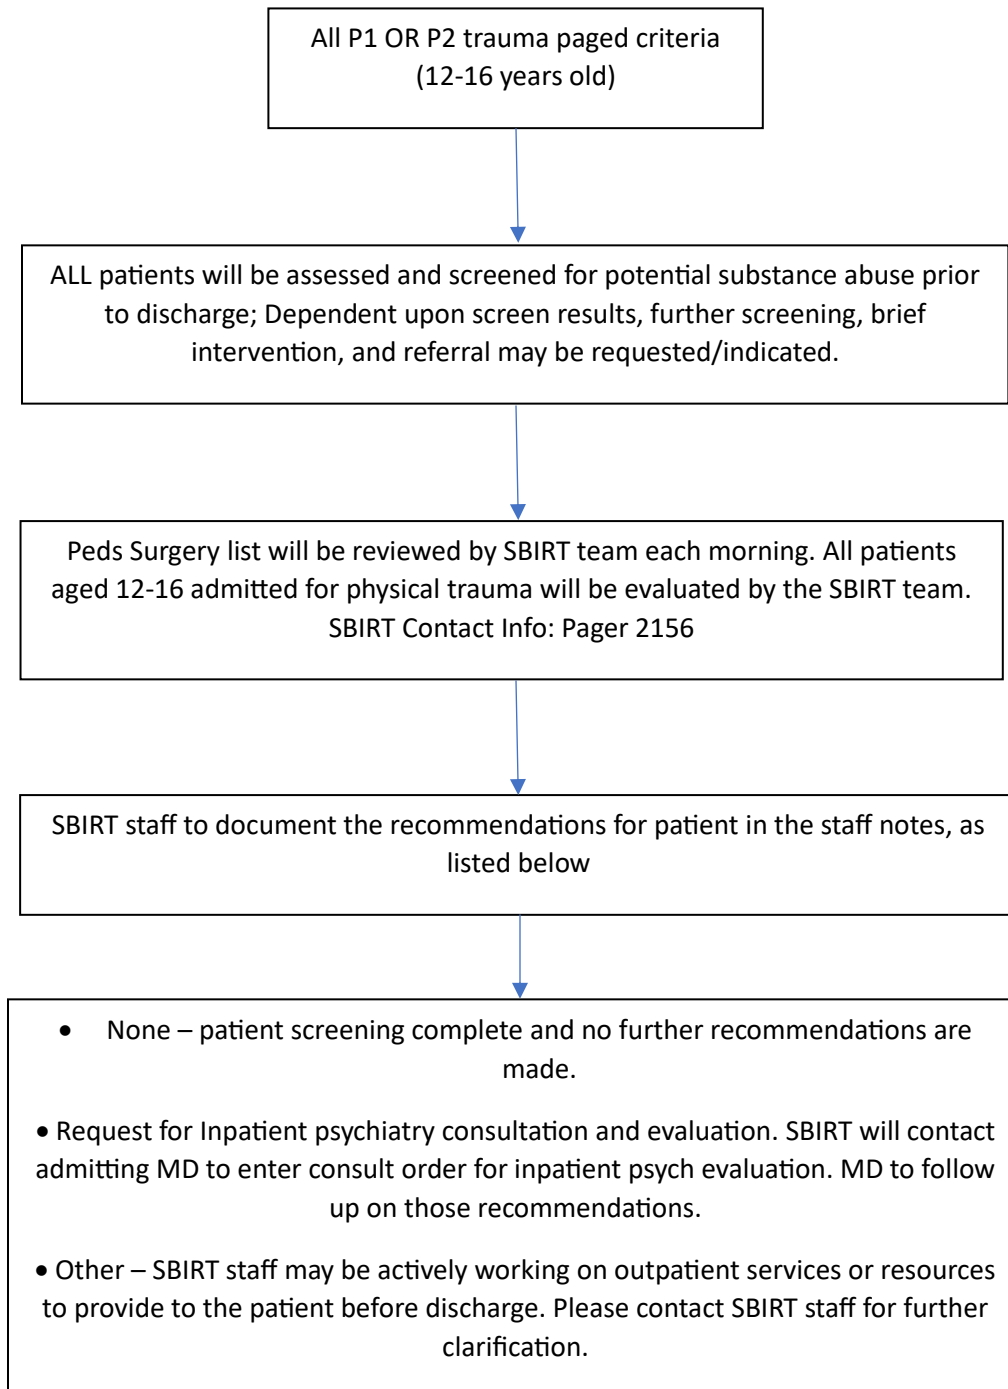 All P1 OR P2 trauma paged criteria
(12-16 years old)
ALL patients will be assessed and screened for potential substance abuse prior
to discharge; Dependent upon screen results, further screening, brief
intervention, and referral may be requested/indicated.
Peds Surgery list will be reviewed by SBIRT team each morning. All patients
aged 12-16 admitted for physical trauma will be evaluated by the SBIRT team.
SBIRT Contact Info: Pager 2156
SBIRT staff to document the recommendations for patient in the staff notes, as
listed below
• None – patient screening complete and no further recommendations are
made.
• Request for Inpatient psychiatry consultation and evaluation. SBIRT will contact
admitting MD to enter consult order for inpatient psych evaluation. MD to follow
up on those recommendations.
• Other – SBIRT staff may be actively working on outpatient services or resources
to provide to the patient before discharge. Please contact SBIRT staff for further
clarification.